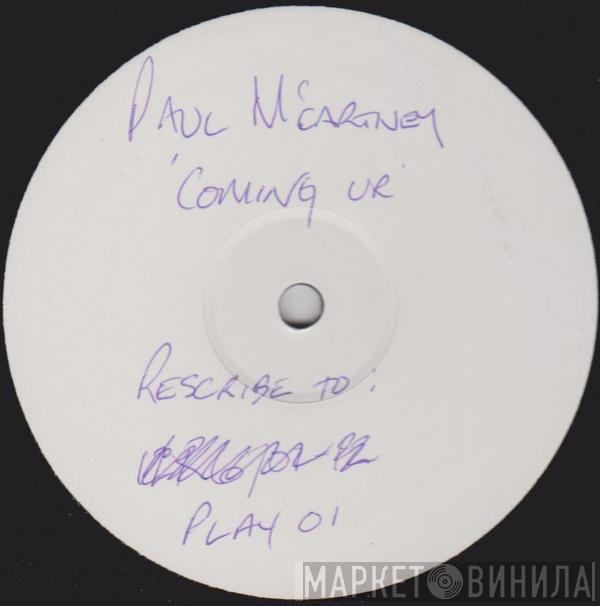 PAUL McCARTNEY
'COMING UP'
RESCRIBE TO:
PLAY 01
МАРКЕТ ВИНИЛА